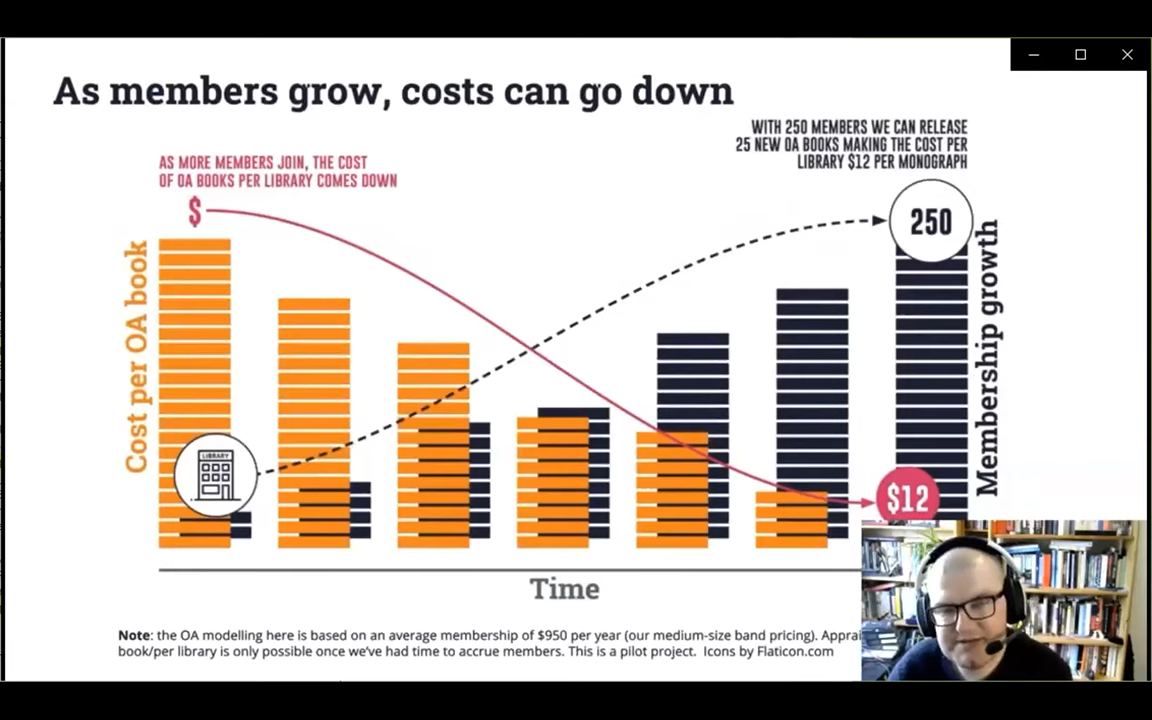 As members grow, costs can go down
WITH 250 MEMBERS WE CAN RELEASE
25 NEW OA BOOKS MAKING THE COST PER
LIBRARY $12 PER MONOGRAPH
AS MORE MEMBERS JOIN, THE COST
OF OA BOOKS PER LIBRARY COMES DOWN
$
250
Cost per OA book
Membership growth
LIBRARY
$12
Time
Note: the OA modelling here is based on an average membership of $950 per year (our medium-size band pricing).
book/per library is only possible once we've had time to accrue members. This is a pilot project. Icons by Flaticon.com